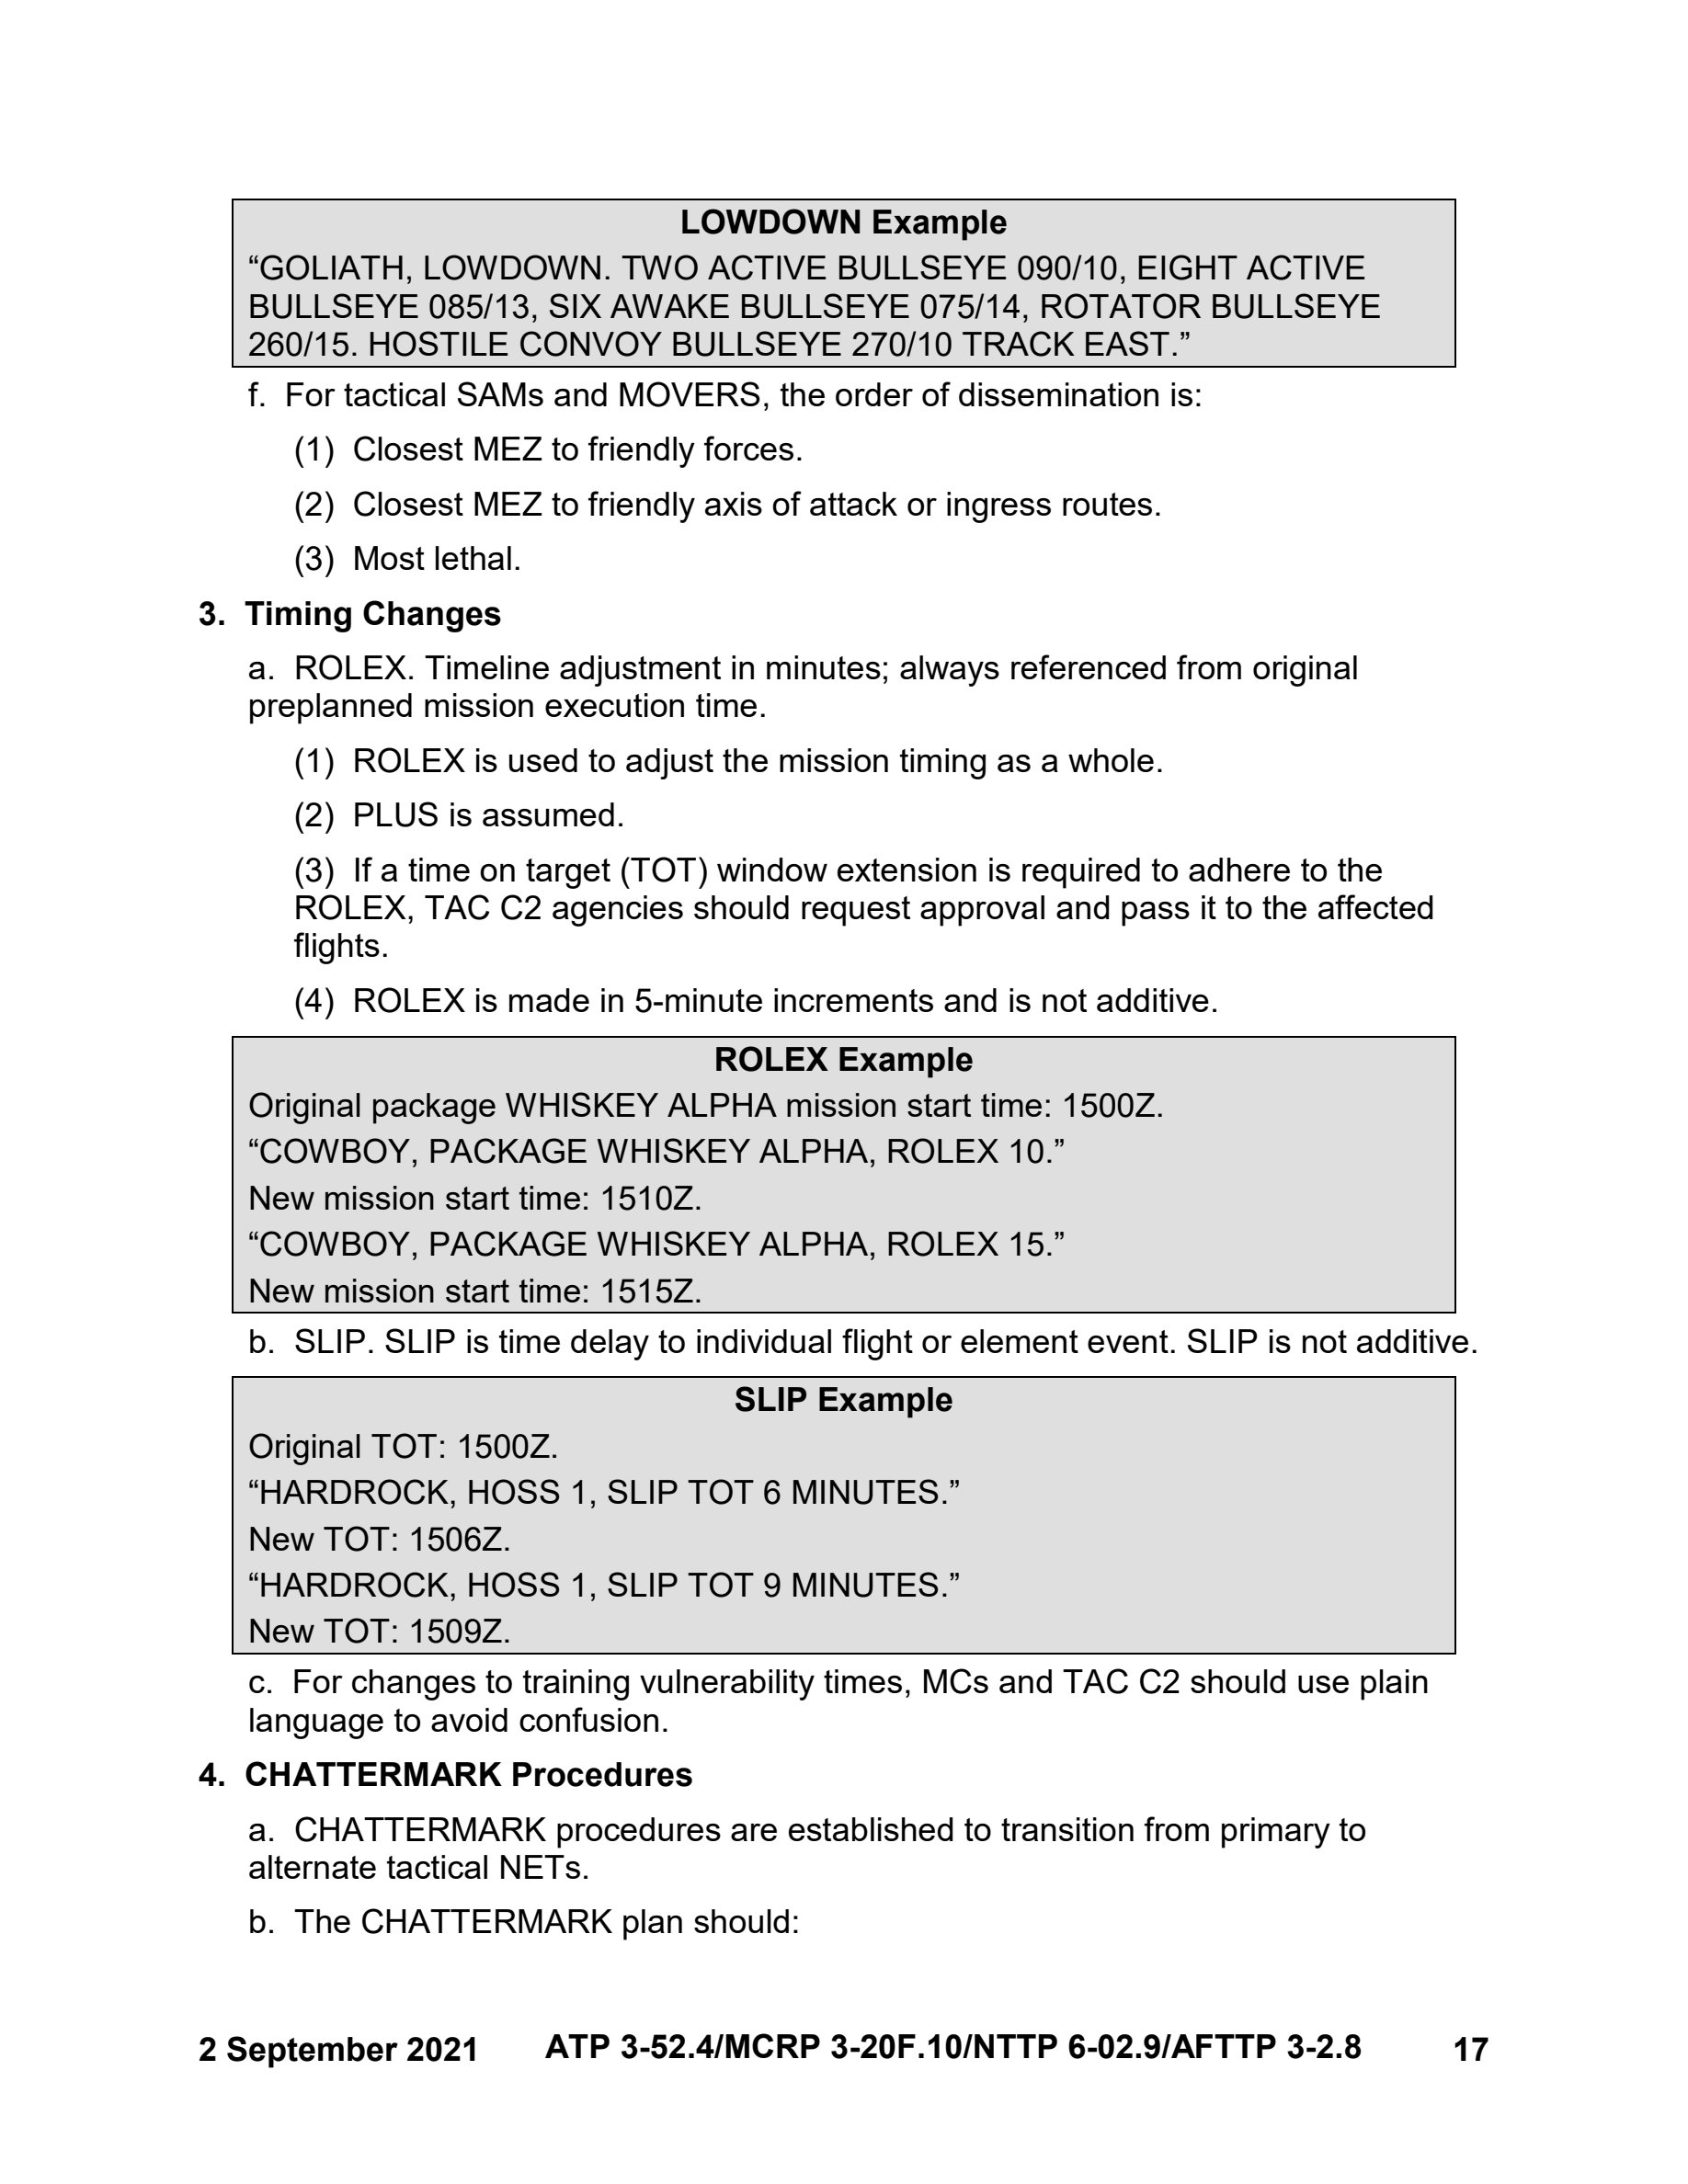 LOWDOWN Example
“GOLIATH, LOWDOWN. TWO ACTIVE BULLSEYE 090/10, EIGHT ACTIVE
BULLSEYE 085/13, SIX AWAKE BULLSEYE 075/14, ROTATOR BULLSEYE
260/15. HOSTILE CONVOY BULLSEYE 270/10 TRACK EAST.”
f. For tactical SAMs and MOVERS, the order of dissemination is:
(1) Closest MEZ to friendly forces.
(2) Closest MEZ to friendly axis of attack or ingress routes.
(3) Most lethal.
3. Timing Changes
a. ROLEX. Timeline adjustment in minutes; always referenced from original
preplanned mission execution time.
(1) ROLEX is used to adjust the mission timing as a whole.
(2) PLUS is assumed.
(3) If a time on target (TOT) window extension is required to adhere to the
ROLEX, TAC C2 agencies should request approval and pass it to the affected
flights.
(4) ROLEX is made in 5-minute increments and is not additive.
ROLEX Example
Original package WHISKEY ALPHA mission start time: 1500Z.
“COWBOY, PACKAGE WHISKEY ALPHA, ROLEX 10.”
New mission start time: 1510Z.
“COWBOY, PACKAGE WHISKEY ALPHA, ROLEX 15.”
New mission start time: 1515Z.
b. SLIP. SLIP is time delay to individual flight or element event. SLIP is not additive.
SLIP Example
Original TOT: 1500Z.
“HARDROCK, HOSS 1, SLIP TOT 6 MINUTES.”
New TOT: 1506Z.
“HARDROCK, HOSS 1, SLIP TOT 9 MINUTES.”
New TOT: 1509Z.
c. For changes to training vulnerability times, MCs and TAC C2 should use plain
language to avoid confusion.
4. CHATTERMARK Procedures
a. CHATTERMARK procedures are established to transition from primary to
alternate tactical NETs.
b. The CHATTERMARK plan should:
2 September 2021 ATP 3-52.4/MCRP 3-20F.10/NTTP 6-02.9/AFTTP 3-2.8 17